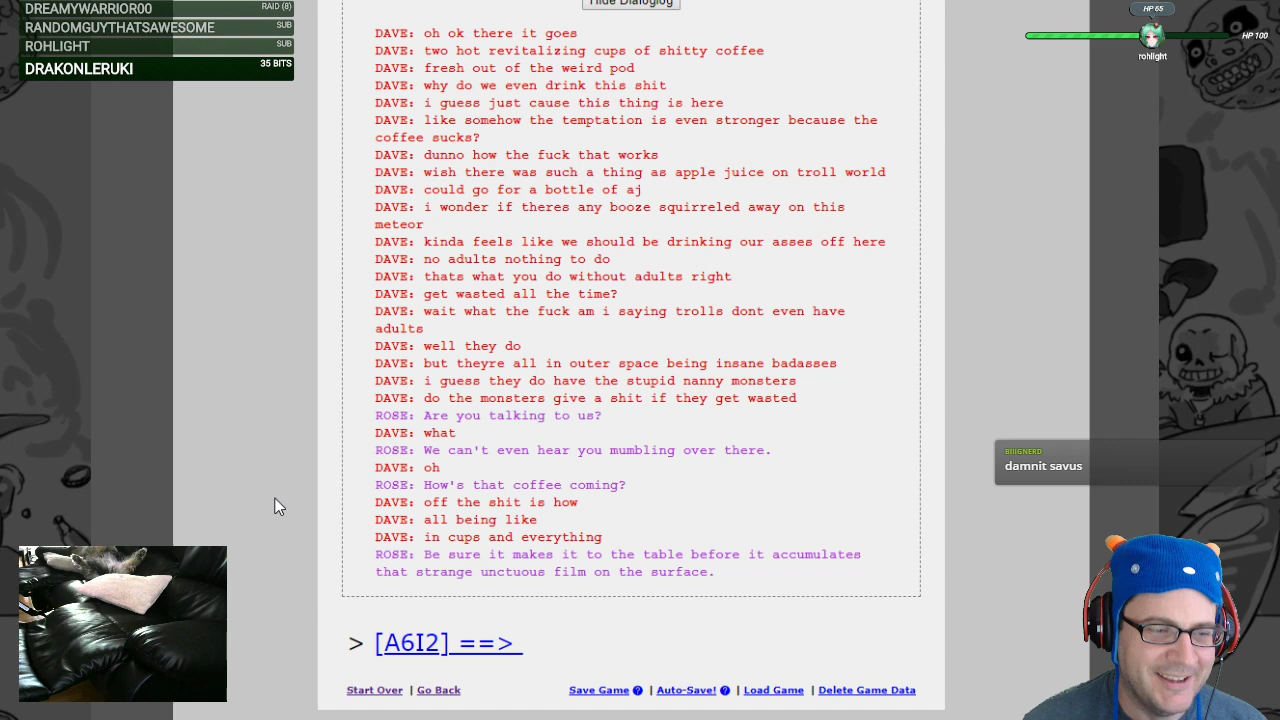 DREAMYWARRIOR00 RAID (8)
RANDOMGUYTHATSAWESOME SUB
ROHLIGHT SUB
DRAKONLERUKI 35 BITS
HP 65
HP 100
rohlight
Hide Dialoglog
DAVE: oh ok there it goes
DAVE: two hot revitalizing cups of shitty coffee
DAVE: fresh out of the weird pod
DAVE: why do we even drink this shit
DAVE: i guess just cause this thing is here
DAVE: like somehow the temptation is even stronger because the
coffee sucks?
DAVE: dunno how the fuck that works
DAVE: wish there was such a thing as apple juice on troll world
DAVE: could go for a bottle of aj
DAVE: i wonder if theres any booze squirreled away on this
meteor
DAVE: kinda feels like we should be drinking our asses off here
DAVE: no adults nothing to do
DAVE: thats what you do without adults right
DAVE: get wasted all the time?
DAVE: wait what the fuck am i saying trolls dont even have
adults
DAVE: well they do
DAVE: but theyre all in outer space being insane badasses
DAVE: i guess they do have the stupid nanny monsters
DAVE: do the monsters give a shit if they get wasted
ROSE: Are you talking to us?
DAVE: what
ROSE: We can't even hear you mumbling over there.
DAVE: oh
ROSE: How's that coffee coming?
DAVE: off the shit is how
DAVE: all being like
DAVE: in cups and everything
ROSE: Be sure it makes it to the table before it accumulates
that strange unctuous film on the surface.
> [A6I2] ==>
Start Over | Go Back Save Game ? | Auto-Save! ? | Load Game | Delete Game Data
BIIIGNERD
damnit savus